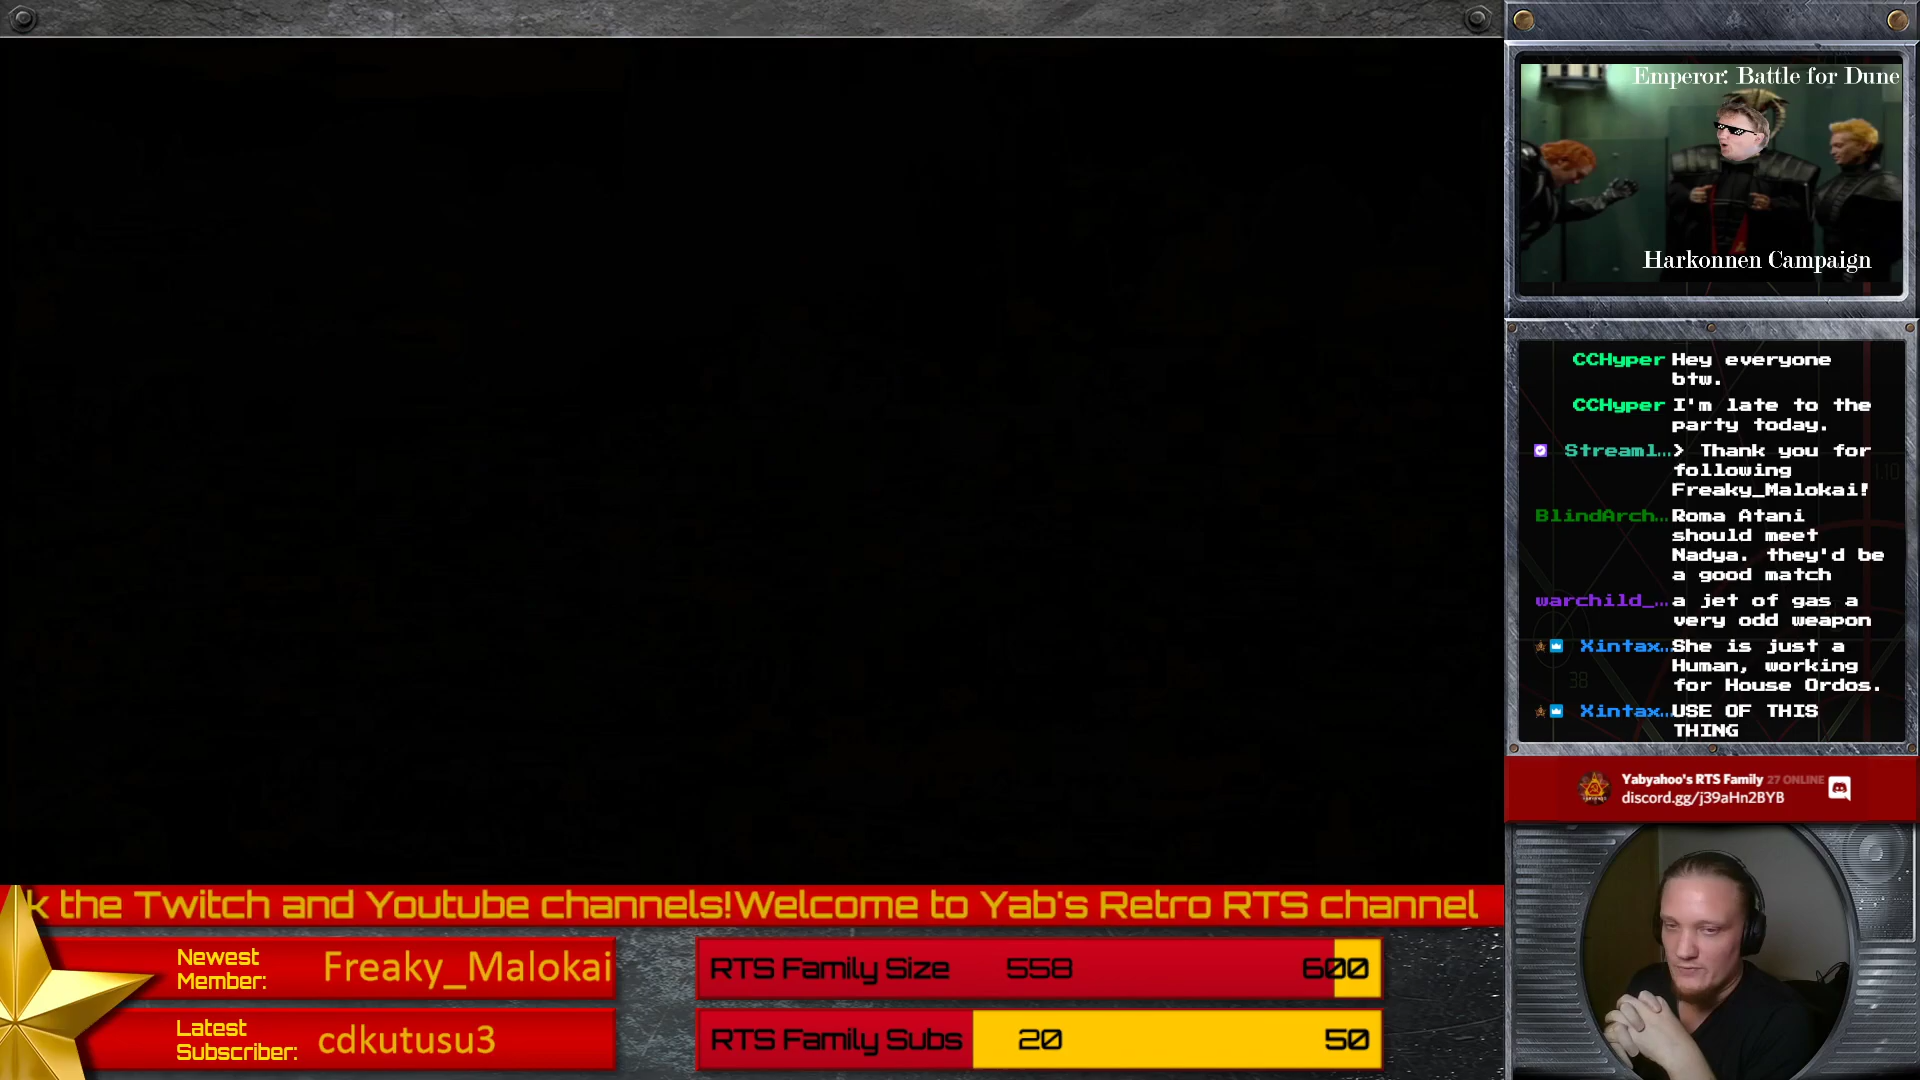 Emperor: Battle for Dune
Harkonnen Campaign
CCHyper Hey everyone
btw.
CCHyper I'm late to the
party today.
Streaml… > Thank you for
following
Freaky_Malokai!
BlindArch… Roma Atani
should meet
Nadya. they'd be
a good match
warchild_… a jet of gas a
very odd weapon
Xintax… She is just a
Human, working
for House Ordos.
Xintax… USE OF THIS
THING
38
Yabyahoo's RTS Family 27 ONLINE
discord.gg/j39aHn2BYB
k the Twitch and Youtube channels!Welcome to Yab's Retro RTS channel
Newest
Member: Freaky_Malokai
Latest
Subscriber: cdkutusu3
RTS Family Size 558 600
RTS Family Subs 20 50